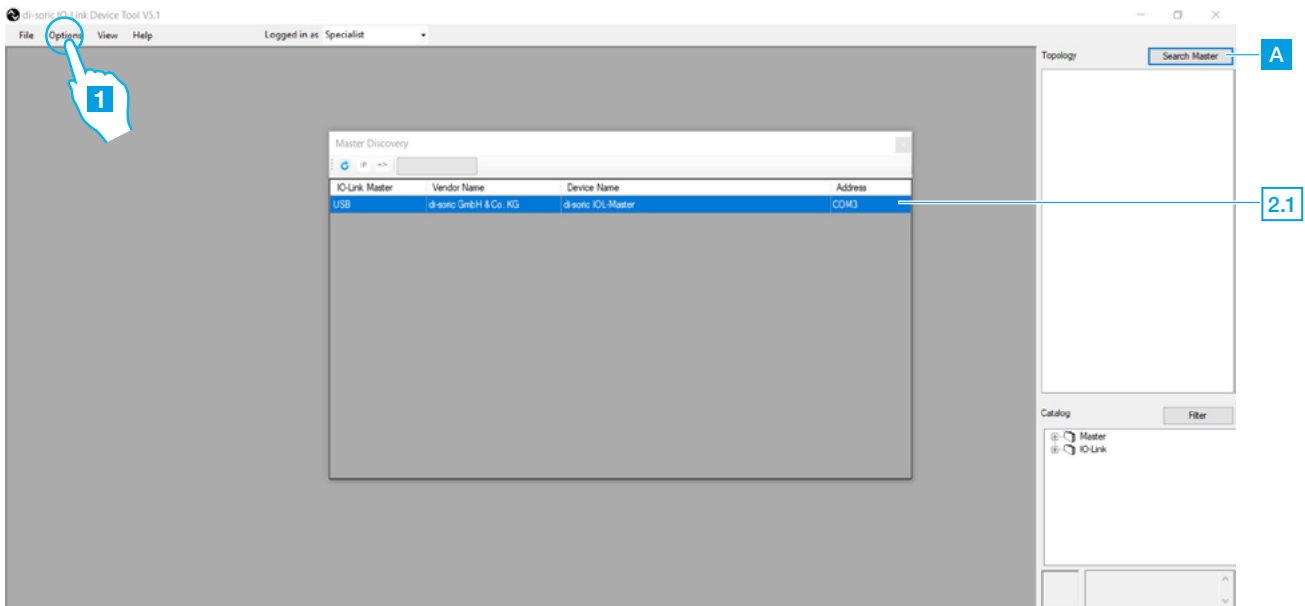 di-soric IO-Link Device Tool V5.1
File Options View Help Logged in as Specialist
Topology Search Master A
1
Master Discovery
IP
IO-Link Master Vendor Name Device Name Address
USB di-soric GmbH & Co. KG di-soric IOL-Master COM3
2.1
Catalog Filter
Master
IO-Link